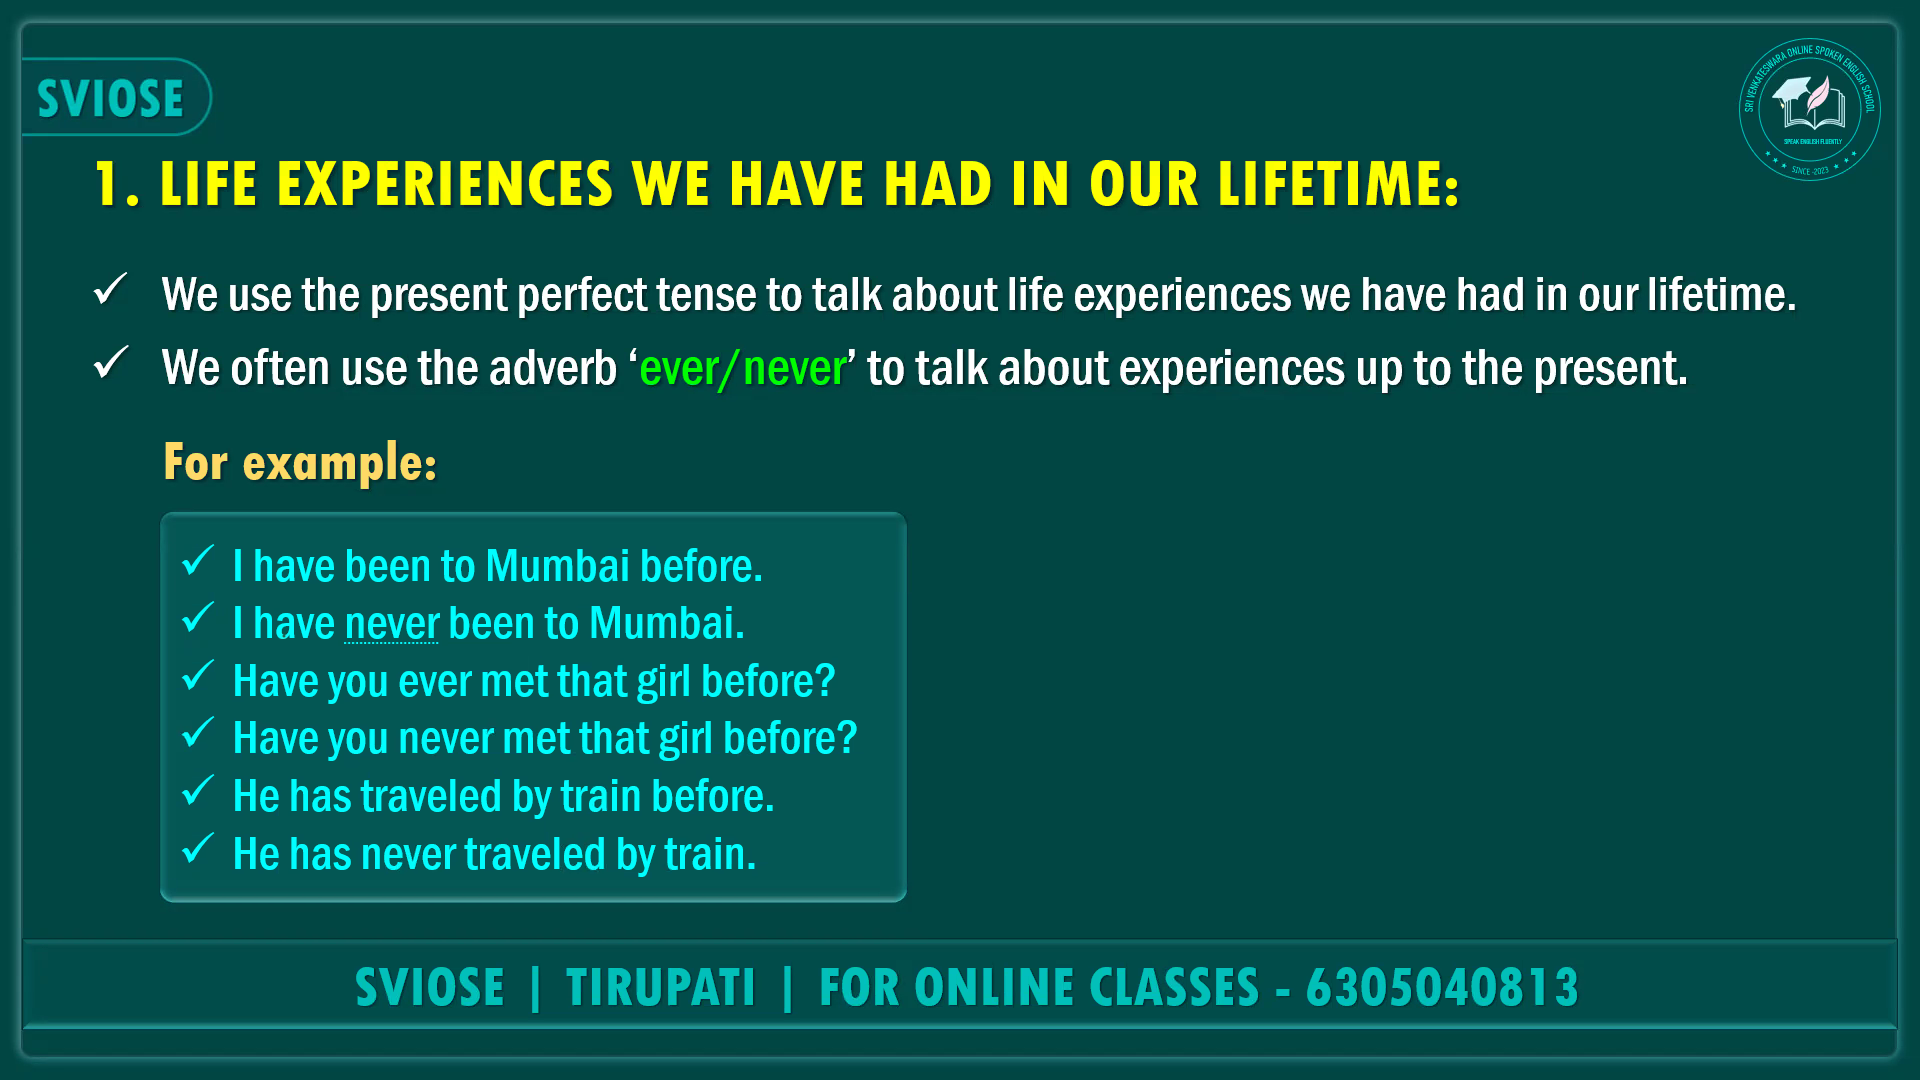 SVIOSE
SRI VENKATESWARA ONLINE SPOKEN ENGLISH SCHOOL
SPEAK ENGLISH FLUENTLY
SINCE -2023
1. LIFE EXPERIENCES WE HAVE HAD IN OUR LIFETIME:
✓ We use the present perfect tense to talk about life experiences we have had in our lifetime.
✓ We often use the adverb ‘ever/never’ to talk about experiences up to the present.
For example:
✓ I have been to Mumbai before.
✓ I have never been to Mumbai.
✓ Have you ever met that girl before?
✓ Have you never met that girl before?
✓ He has traveled by train before.
✓ He has never traveled by train.
SVIOSE | TIRUPATI | FOR ONLINE CLASSES - 6305040813